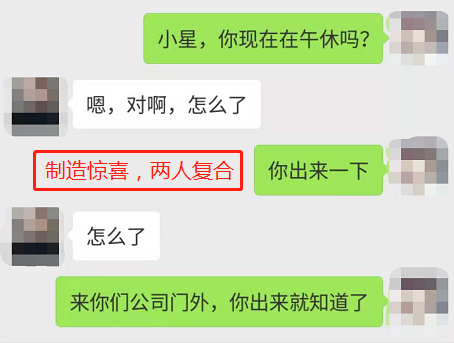 小星，你现在在午休吗？
嗯，对啊，怎么了
制造惊喜，两人复合
你出来一下
怎么了
来你们公司门外，你出来就知道了